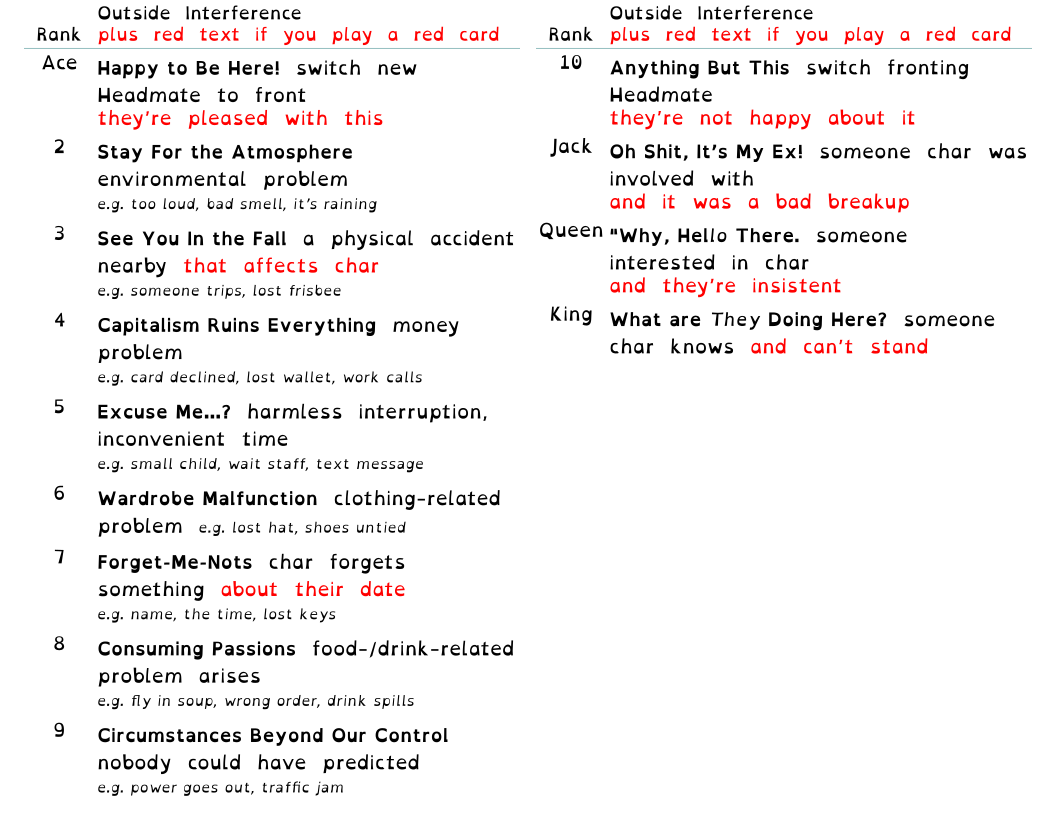 Outside Interference
Rank plus red text if you play a red card
Ace Happy to Be Here! switch new
Headmate to front
they're pleased with this
2 Stay For the Atmosphere
environmental problem
e.g. too loud, bad smell, it's raining
3 See You In the Fall a physical accident
nearby that affects char
e.g. someone trips, lost frisbee
4 Capitalism Ruins Everything money
problem
e.g. card declined, lost wallet, work calls
5 Excuse Me...? harmless interruption,
inconvenient time
e.g. small child, wait staff, text message
6 Wardrobe Malfunction clothing-related
problem e.g. lost hat, shoes untied
7 Forget-Me-Nots char forgets
something about their date
e.g. name, the time, lost keys
8 Consuming Passions food-/drink-related
problem arises
e.g. fly in soup, wrong order, drink spills
9 Circumstances Beyond Our Control
nobody could have predicted
e.g. power goes out, traffic jam
Outside Interference
Rank plus red text if you play a red card
10 Anything But This switch fronting
Headmate
they're not happy about it
Jack Oh Shit, It's My Ex! someone char was
involved with
and it was a bad breakup
Queen "Why, Hello There. someone
interested in char
and they're insistent
King What are They Doing Here? someone
char knows and can't stand